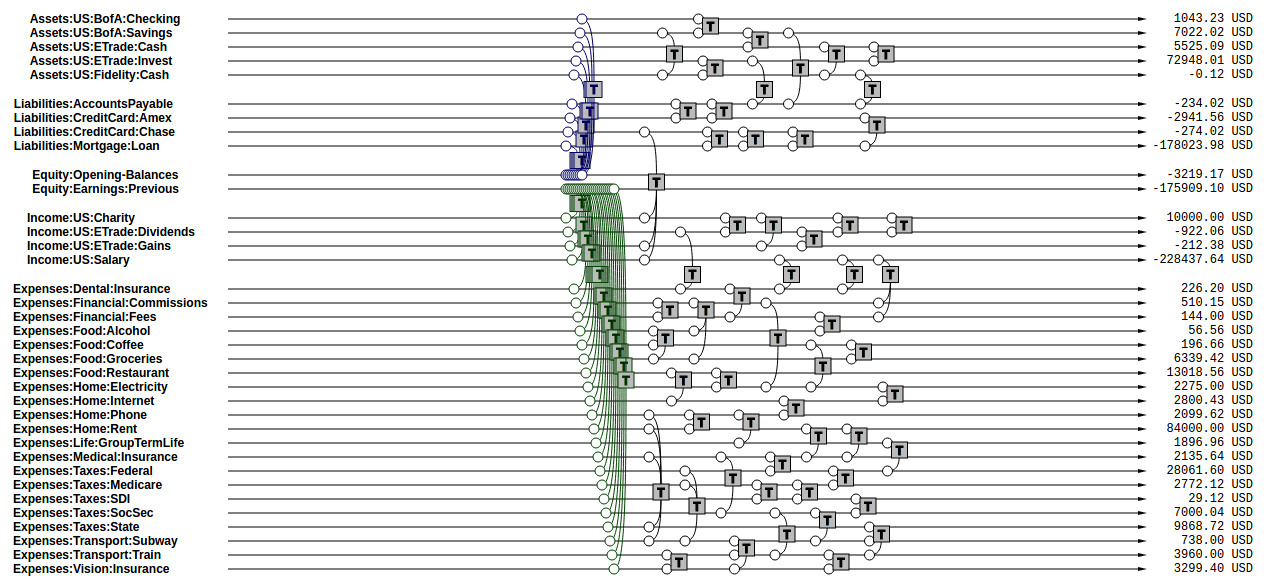 Assets:US:BofA:Checking 1043.23 USD
Assets:US:BofA:Savings 7022.02 USD
Assets:US:ETrade:Cash 5525.09 USD
Assets:US:ETrade:Invest 72948.01 USD
Assets:US:Fidelity:Cash -0.12 USD
Liabilities:AccountsPayable -234.02 USD
Liabilities:CreditCard:Amex -2941.56 USD
Liabilities:CreditCard:Chase -274.02 USD
Liabilities:Mortgage:Loan -178023.98 USD
Equity:Opening-Balances -3219.17 USD
Equity:Earnings:Previous -175909.10 USD
Income:US:Charity 10000.00 USD
Income:US:ETrade:Dividends -922.06 USD
Income:US:ETrade:Gains -212.38 USD
Income:US:Salary -228437.64 USD
Expenses:Dental:Insurance 226.20 USD
Expenses:Financial:Commissions 510.15 USD
Expenses:Financial:Fees 144.00 USD
Expenses:Food:Alcohol 56.56 USD
Expenses:Food:Coffee 196.66 USD
Expenses:Food:Groceries 6339.42 USD
Expenses:Food:Restaurant 13018.56 USD
Expenses:Home:Electricity 2275.00 USD
Expenses:Home:Internet 2800.43 USD
Expenses:Home:Phone 2099.62 USD
Expenses:Home:Rent 84000.00 USD
Expenses:Life:GroupTermLife 1896.96 USD
Expenses:Medical:Insurance 2135.64 USD
Expenses:Taxes:Federal 28061.60 USD
Expenses:Taxes:Medicare 2772.12 USD
Expenses:Taxes:SDI 29.12 USD
Expenses:Taxes:SocSec 7000.04 USD
Expenses:Taxes:State 9868.72 USD
Expenses:Transport:Subway 738.00 USD
Expenses:Transport:Train 3960.00 USD
Expenses:Vision:Insurance 3299.40 USD